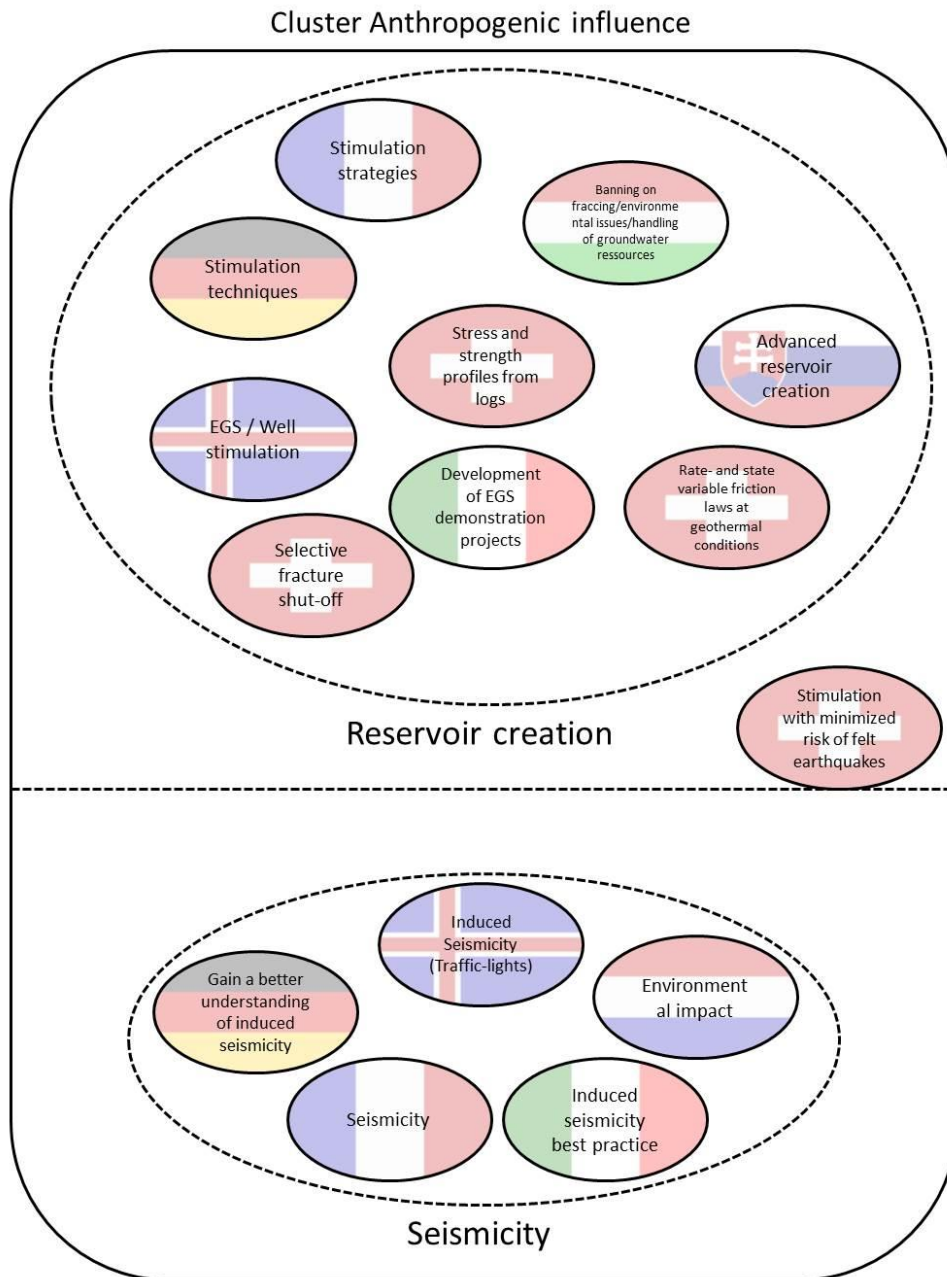 Cluster Anthropogenic influence
Stimulation
strategies
Banning on
fraccing/environme
ntal issues/handling
of groundwater
ressources
Stimulation
techniques
Stress and
strength
profiles from
logs
Advanced
reservoir
creation
EGS / Well
stimulation
Development
of EGS
demonstration
projects
Rate- and state
variable friction
laws at
geothermal
conditions
Selective
fracture
shut-off
Stimulation
with minimized
risk of felt
earthquakes
Reservoir creation
Induced
Seismicity
(Traffic-lights)
Gain a better
understanding
of induced
seismicity
Environment
al impact
Seismicity
Induced
seismicity
best practice
Seismicity